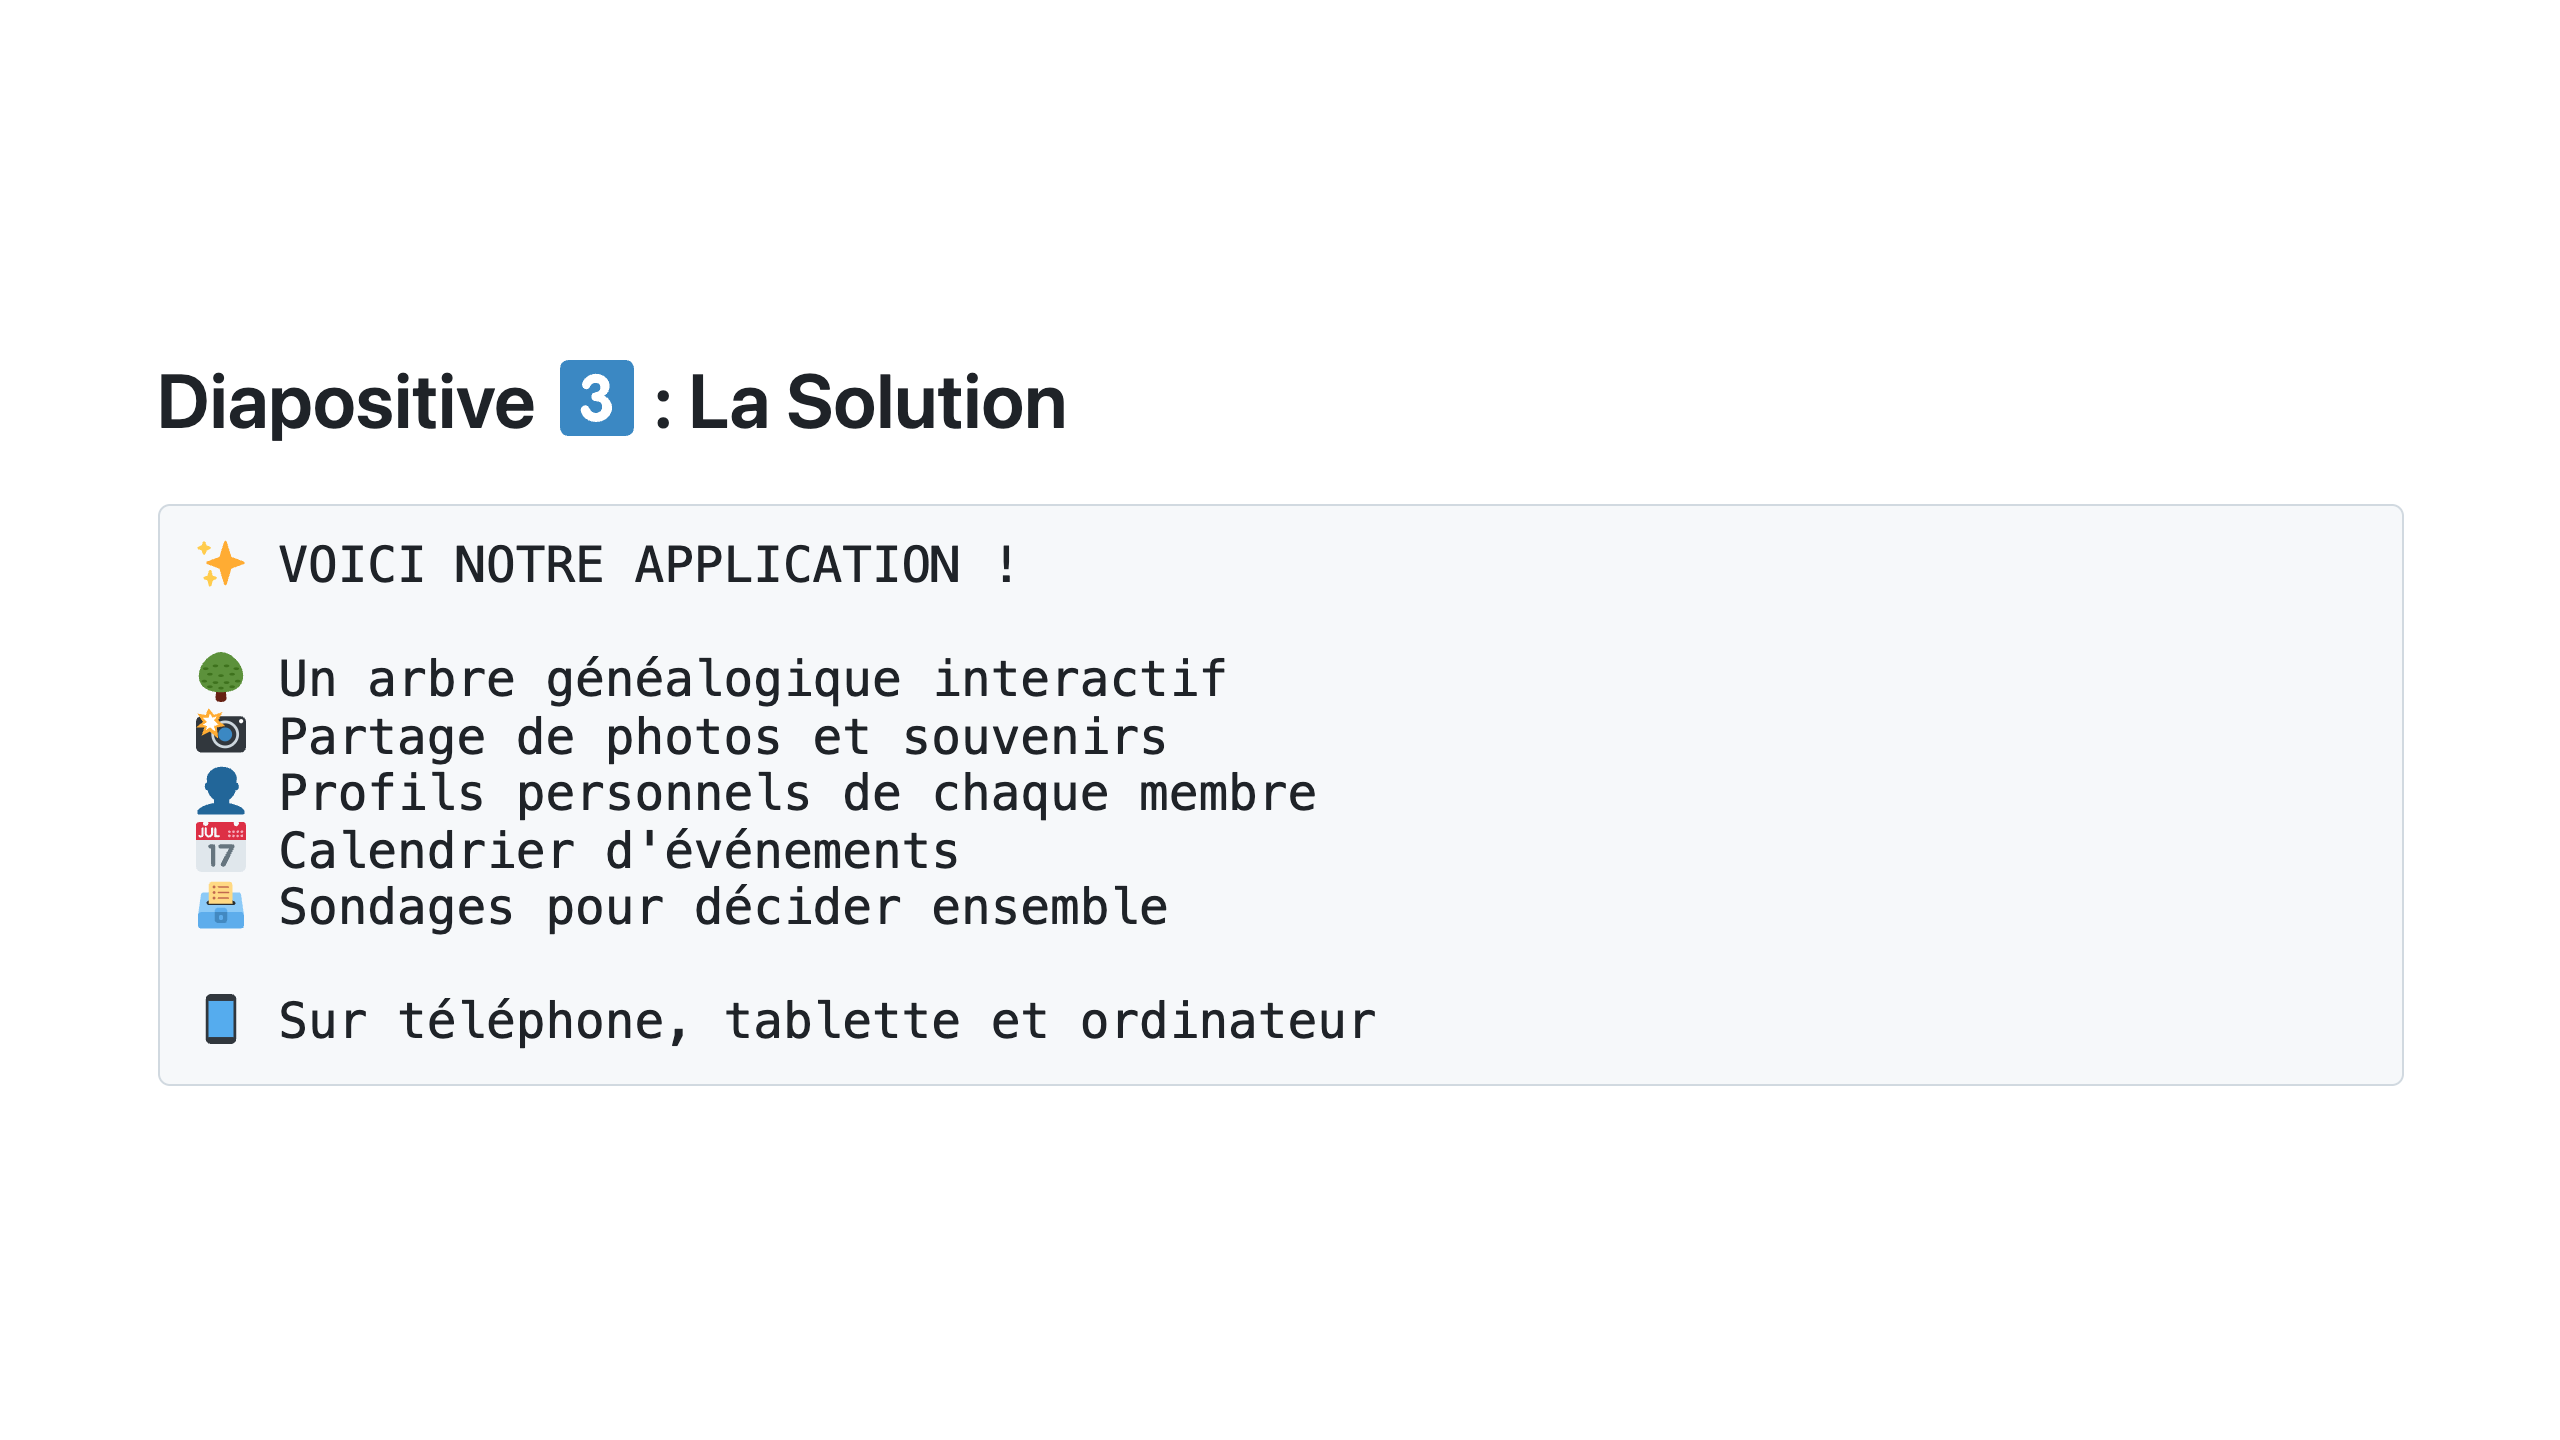 Diapositive 3️⃣ : La Solution
✨ VOICI NOTRE APPLICATION !
🌳 Un arbre généalogique interactif
📸 Partage de photos et souvenirs
👤 Profils personnels de chaque membre
📅 Calendrier d'événements
🗳️ Sondages pour décider ensemble
📱 Sur téléphone, tablette et ordinateur